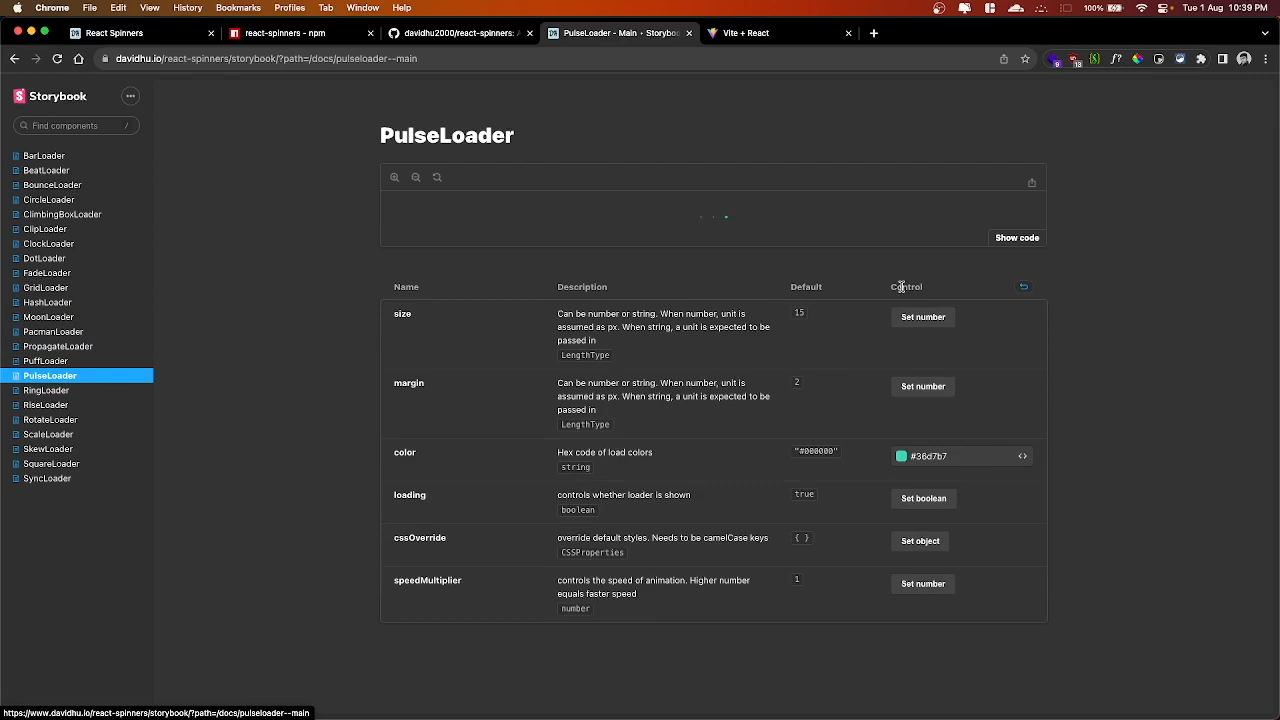 Chrome File Edit View History Bookmarks Profiles Tab Window Help 100% Tue 1 Aug 10:39 PM
React Spinners
react-spinners - npm
davidhu2000/react-spinners: A
PulseLoader - Main • Storyboo
Vite + React
davidhu.io/react-spinners/storybook/?path=/docs/pulseloader--main
9
13
f?
Storybook
Find components /
BarLoader
BeatLoader
BounceLoader
CircleLoader
ClimbingBoxLoader
ClipLoader
ClockLoader
DotLoader
FadeLoader
GridLoader
HashLoader
MoonLoader
PacmanLoader
PropagateLoader
PuffLoader
PulseLoader
RingLoader
RiseLoader
RotateLoader
ScaleLoader
SkewLoader
SquareLoader
SyncLoader
PulseLoader
Show code
Name Description Default Control
size
Can be number or string. When number, unit is
assumed as px. When string, a unit is expected to be
passed in
LengthType
15
Set number
margin
Can be number or string. When number, unit is
assumed as px. When string, a unit is expected to be
passed in
LengthType
2
Set number
color
Hex code of load colors
string
"#000000"
#36d7b7
loading
controls whether loader is shown
boolean
true
Set boolean
cssOverride
override default styles. Needs to be camelCase keys
CSSProperties
{ }
Set object
speedMultiplier
controls the speed of animation. Higher number
equals faster speed
number
1
Set number
https://www.davidhu.io/react-spinners/storybook/?path=/docs/pulseloader--main